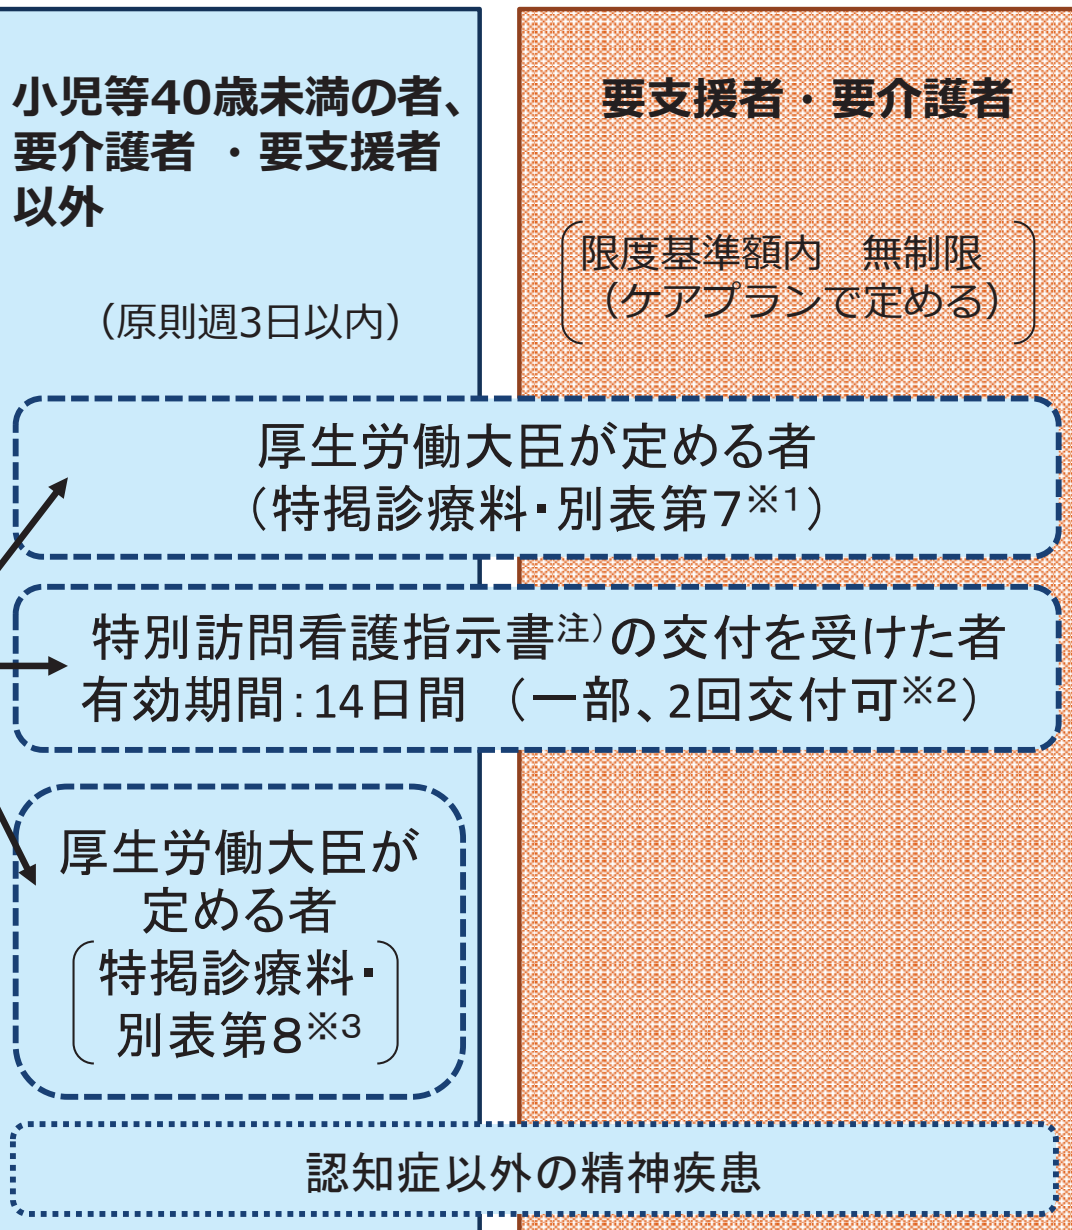 小児等40歳未満の者、
要介護者 ・要支援者
以外
（原則週3日以内）
要支援者・要介護者
限度基準額内　無制限
（ケアプランで定める）
厚生労働大臣が定める者
（特掲診療料・別表第7※1）
特別訪問看護指示書注）の交付を受けた者
有効期間：14日間 （一部、2回交付可※2）
厚生労働大臣が
定める者
特掲診療料・
別表第8※3
認知症以外の精神疾患